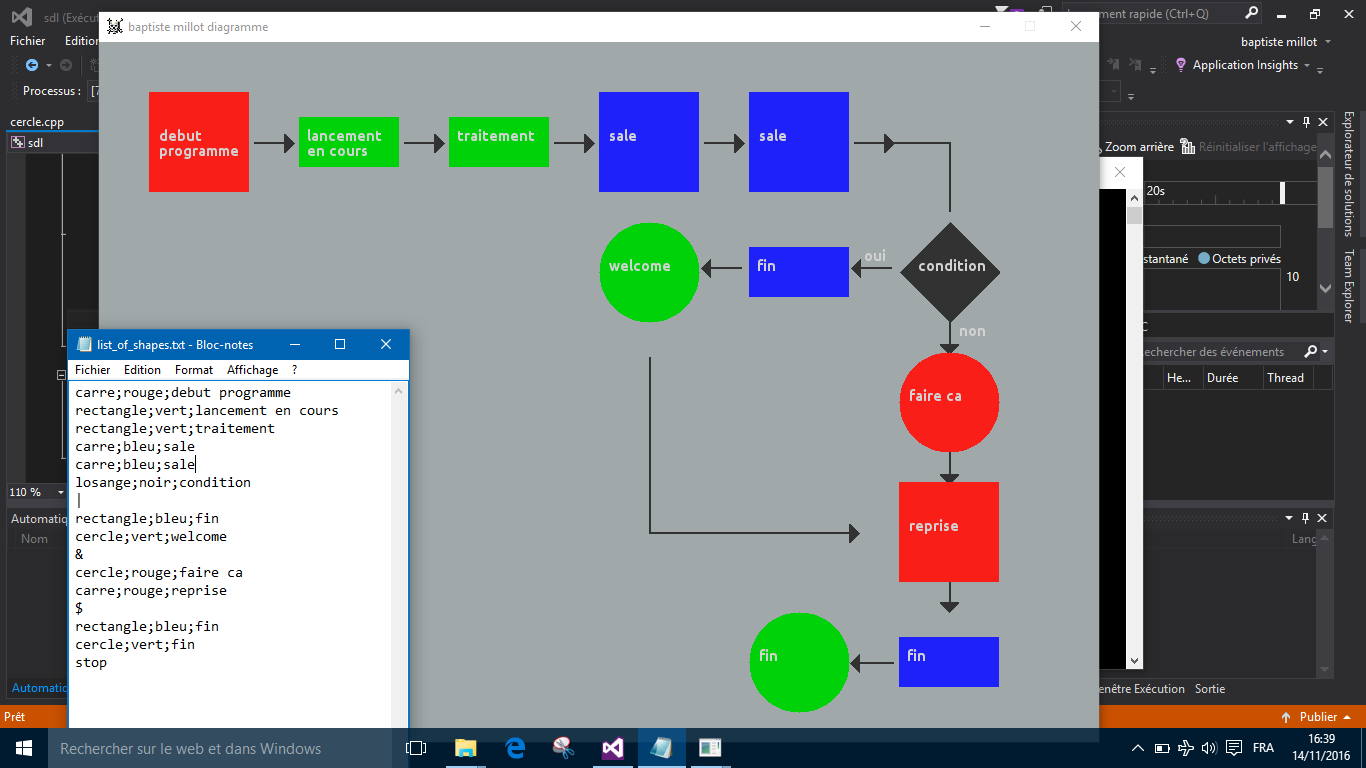 sdl (Exécut
baptiste millot diagramme
ement rapide (Ctrl+Q)
Fichier
Edition
baptiste millot
Application Insights
Processus :
[7
cercle.cpp
sdl
Zoom arrière
Réinitialiser l'affichage
20s
stantané
Octets privés
10
Explorateur de solutions
Team Explorer
echercher des événements
He...
Durée
Thread
debut
programme
lancement
en cours
traitement
sale
sale
welcome
fin
oui
condition
non
faire ca
reprise
fin
fin
list_of_shapes.txt - Bloc-notes
Fichier
Edition
Format
Affichage
?
carre;rouge;debut programme
rectangle;vert;lancement en cours
rectangle;vert;traitement
carre;bleu;sale
carre;bleu;sale
losange;noir;condition
|
rectangle;bleu;fin
cercle;vert;welcome
&
cercle;rouge;faire ca
carre;rouge;reprise
$
rectangle;bleu;fin
cercle;vert;fin
stop
110 %
Automatiq
Nom
Lang
Automatiq
enêtre Exécution
Sortie
Prêt
Publier
Rechercher sur le web et dans Windows
FRA
16:39
14/11/2016